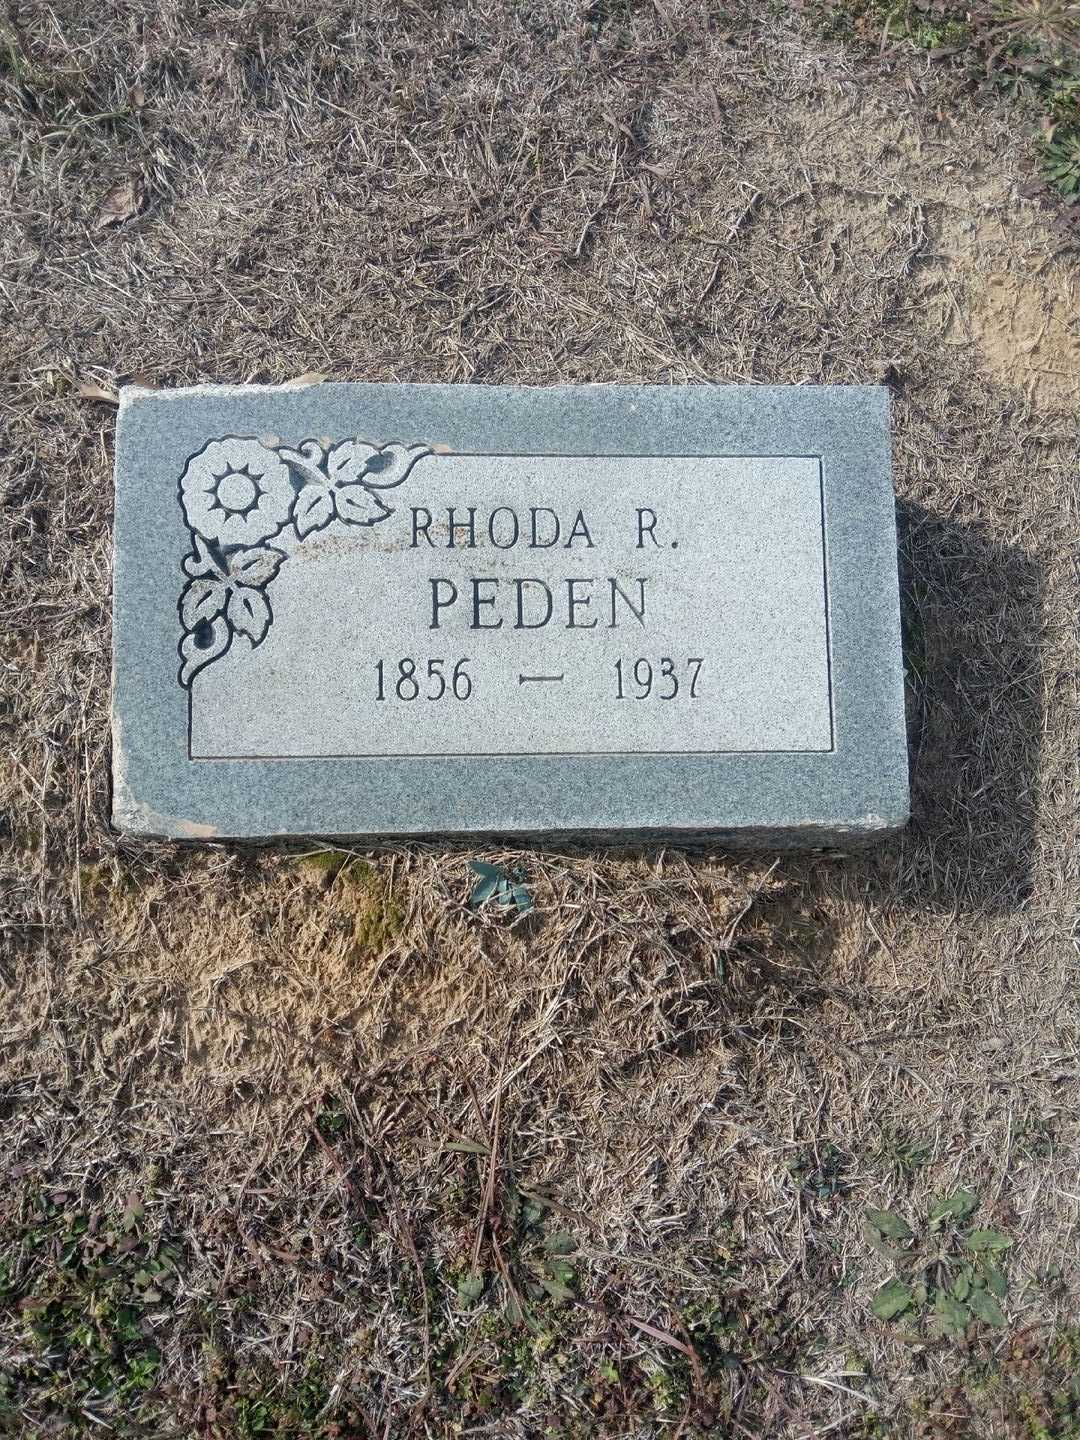 RHODA R.
PEDEN
1856 — 1937